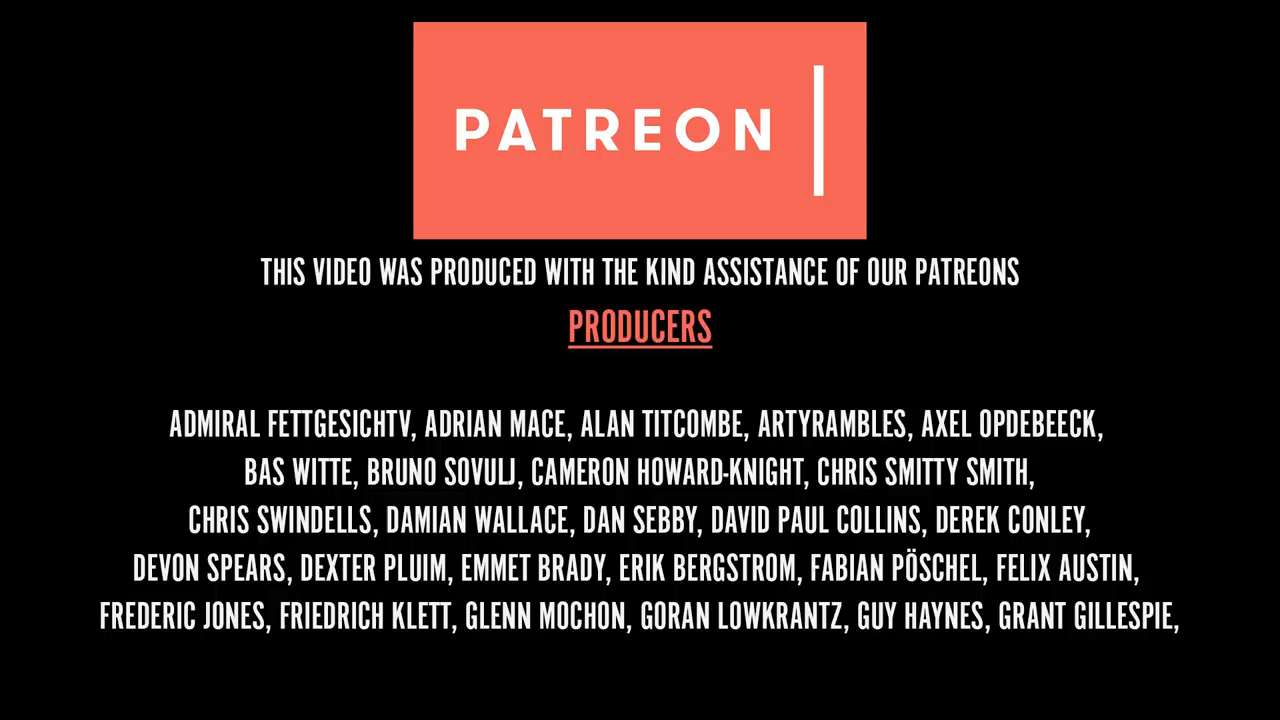 PATREON
THIS VIDEO WAS PRODUCED WITH THE KIND ASSISTANCE OF OUR PATREONS
PRODUCERS
ADMIRAL FETTGESICHTV, ADRIAN MACE, ALAN TITCOMBE, ARTYRAMBLES, AXEL OPDEBEECK,
BAS WITTE, BRUNO SOVULJ, CAMERON HOWARD-KNIGHT, CHRIS SMITTY SMITH,
CHRIS SWINDELLS, DAMIAN WALLACE, DAN SEBBY, DAVID PAUL COLLINS, DEREK CONLEY,
DEVON SPEARS, DEXTER PLUIM, EMMET BRADY, ERIK BERGSTROM, FABIAN PÖSCHEL, FELIX AUSTIN,
FREDERIC JONES, FRIEDRICH KLETT, GLENN MOCHON, GORAN LOWKRANTZ, GUY HAYNES, GRANT GILLESPIE,